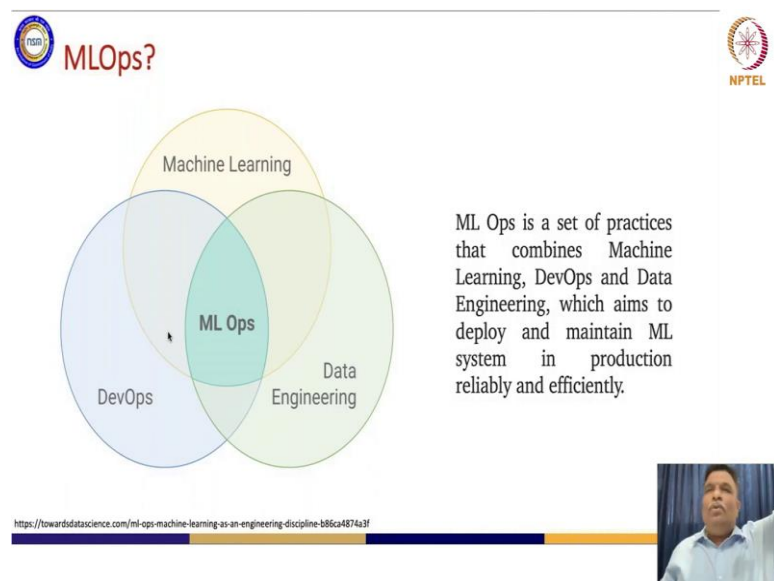 nsm
MLOps?
NPTEL
Machine Learning
ML Ops
DevOps
Data
Engineering
ML Ops is a set of practices
that combines Machine
Learning, DevOps and Data
Engineering, which aims to
deploy and maintain ML
system in production
reliably and efficiently.
https://towardsdatascience.com/ml-ops-machine-learning-as-an-engineering-discipline-b86ca4874a3f